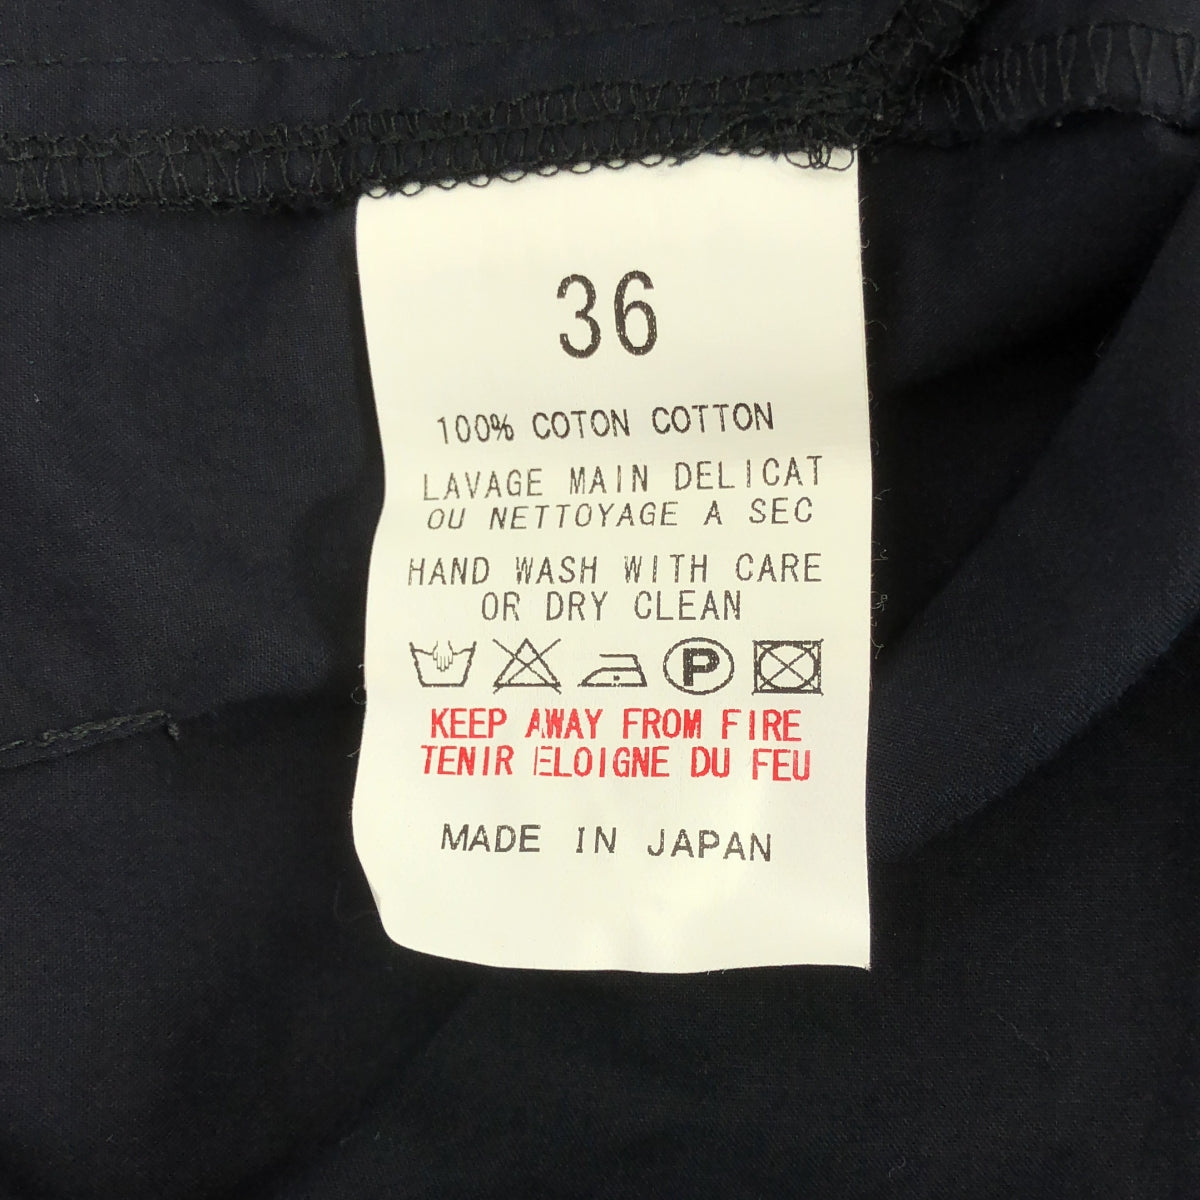 36
100% COTON COTTON
LAVAGE MAIN DELICAT
OU NETTOYAGE A SEC
HAND WASH WITH CARE
OR DRY CLEAN
P
KEEP AWAY FROM FIRE
TENIR ELOIGNE DU FEU
MADE IN JAPAN